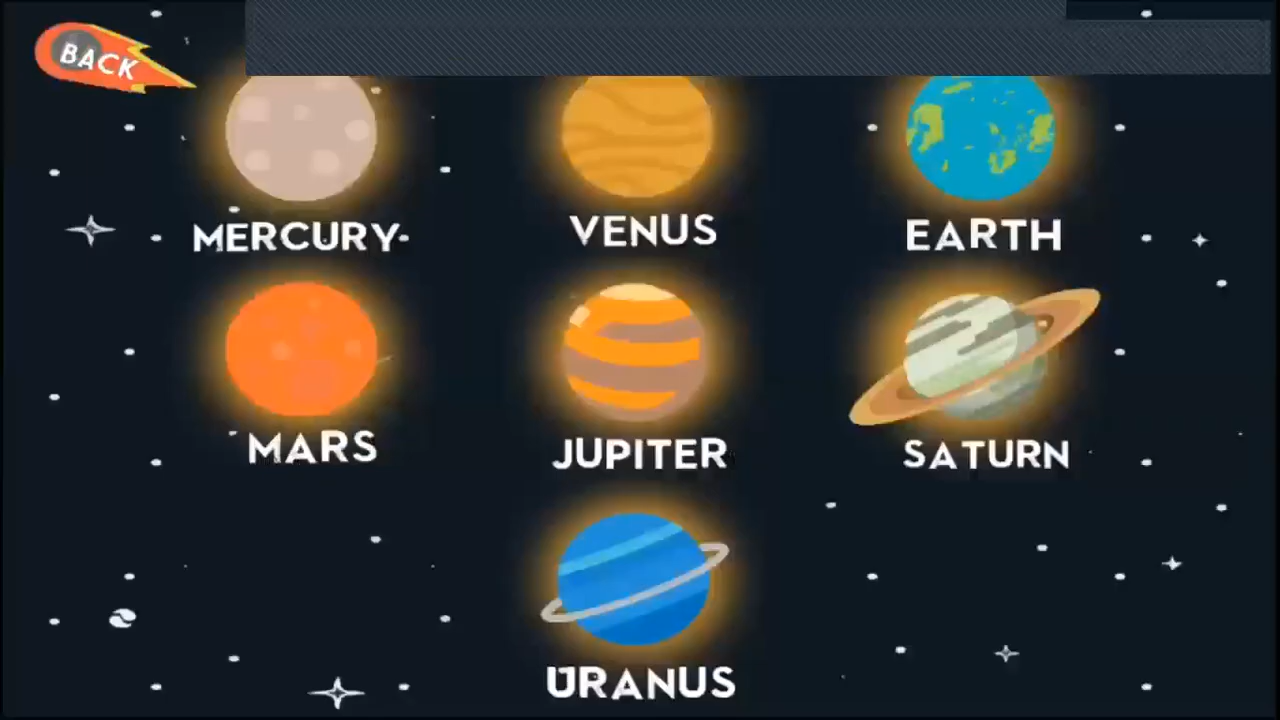 BACK
MERCURY
VENUS
EARTH
MARS
JUPITER
SATURN
URANUS